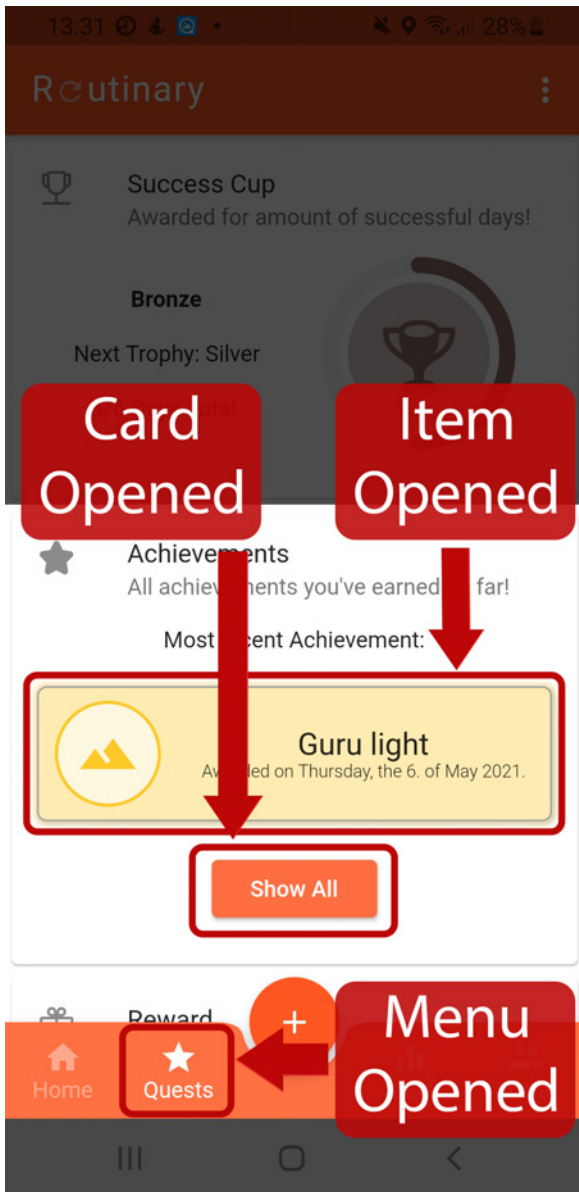 13:31
28%
Routinary
Success Cup
Awarded for amount of successful days!
Bronze
Next Trophy: Silver
Card
Opened
Item
Opened
Achievements
All achievements you've earned far!
Most Recent Achievement:
Guru light
Awarded on Thursday, the 6. of May 2021.
Show All
Reward
+
Menu
Opened
Home
Quests